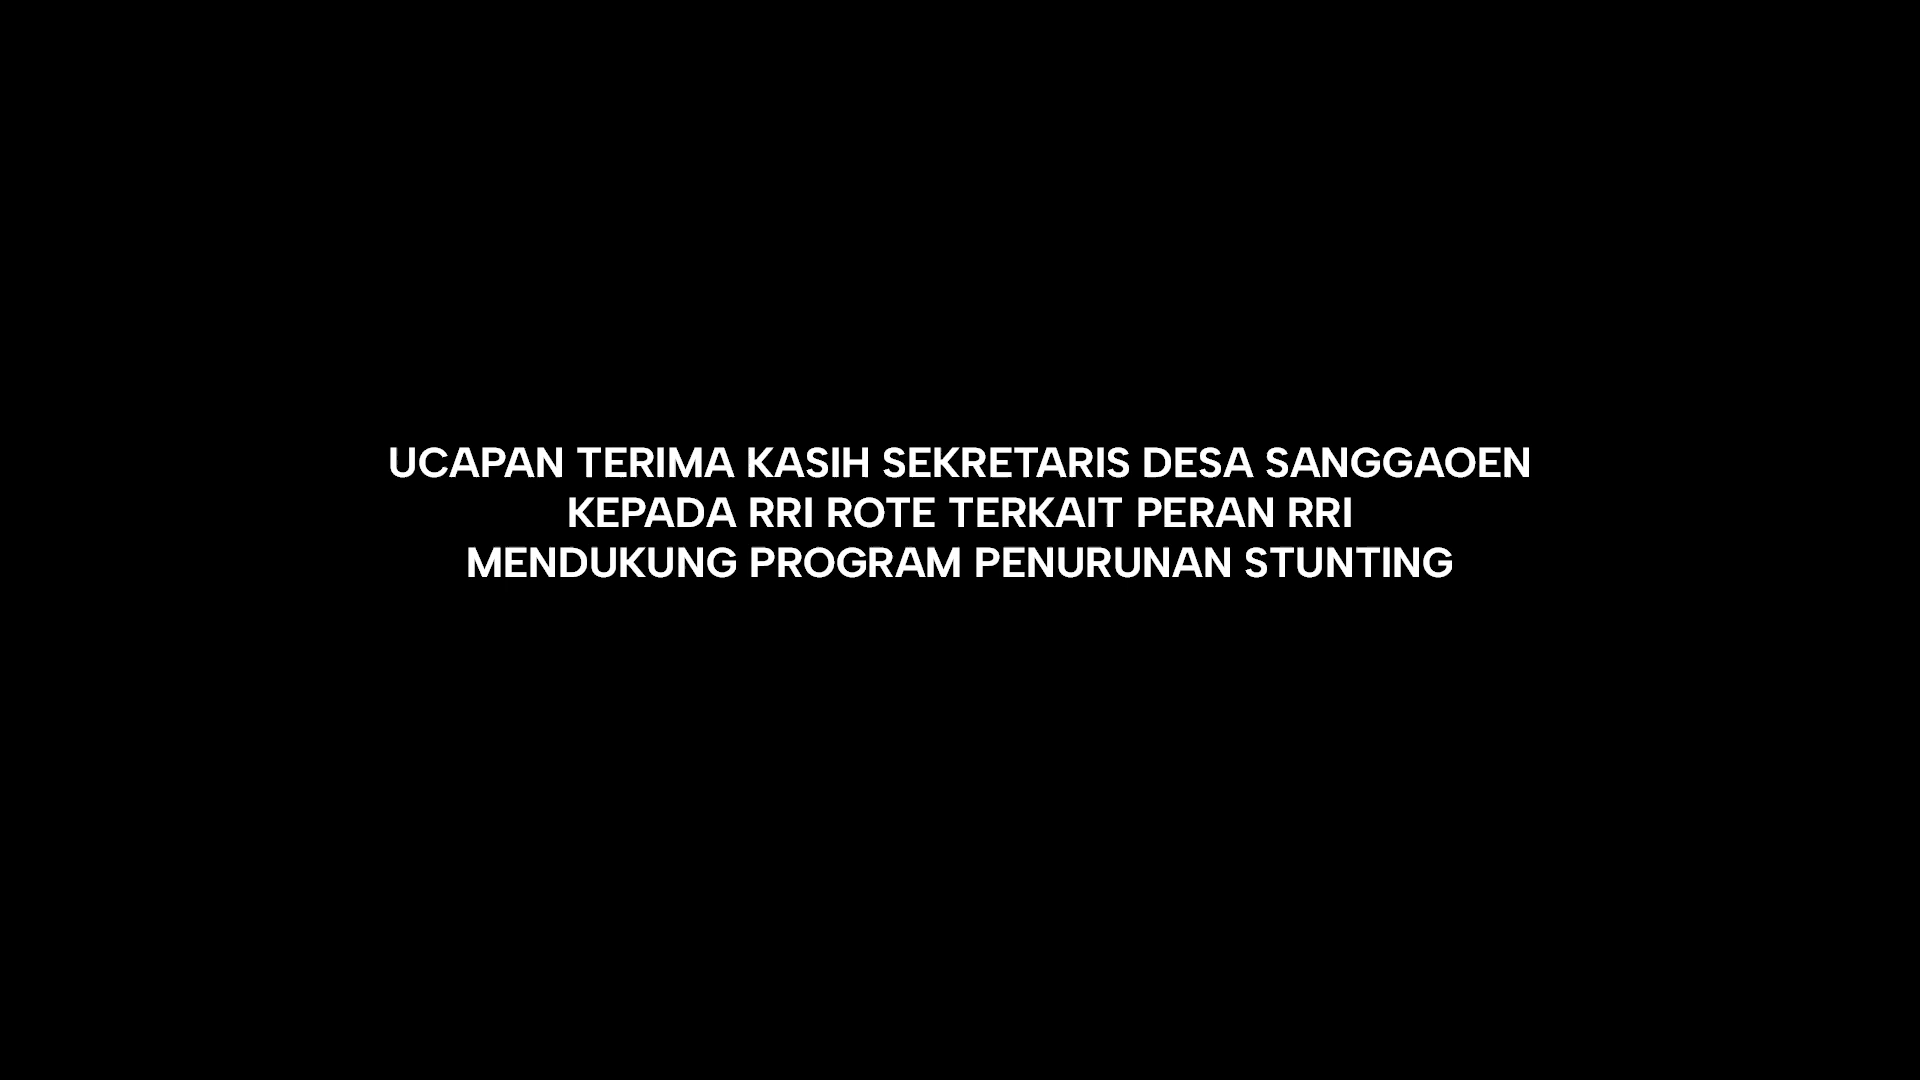 UCAPAN TERIMA KASIH SEKRETARIS DESA SANGGAOEN
KEPADA RRI ROTE TERKAIT PERAN RRI
MENDUKUNG PROGRAM PENURUNAN STUNTING